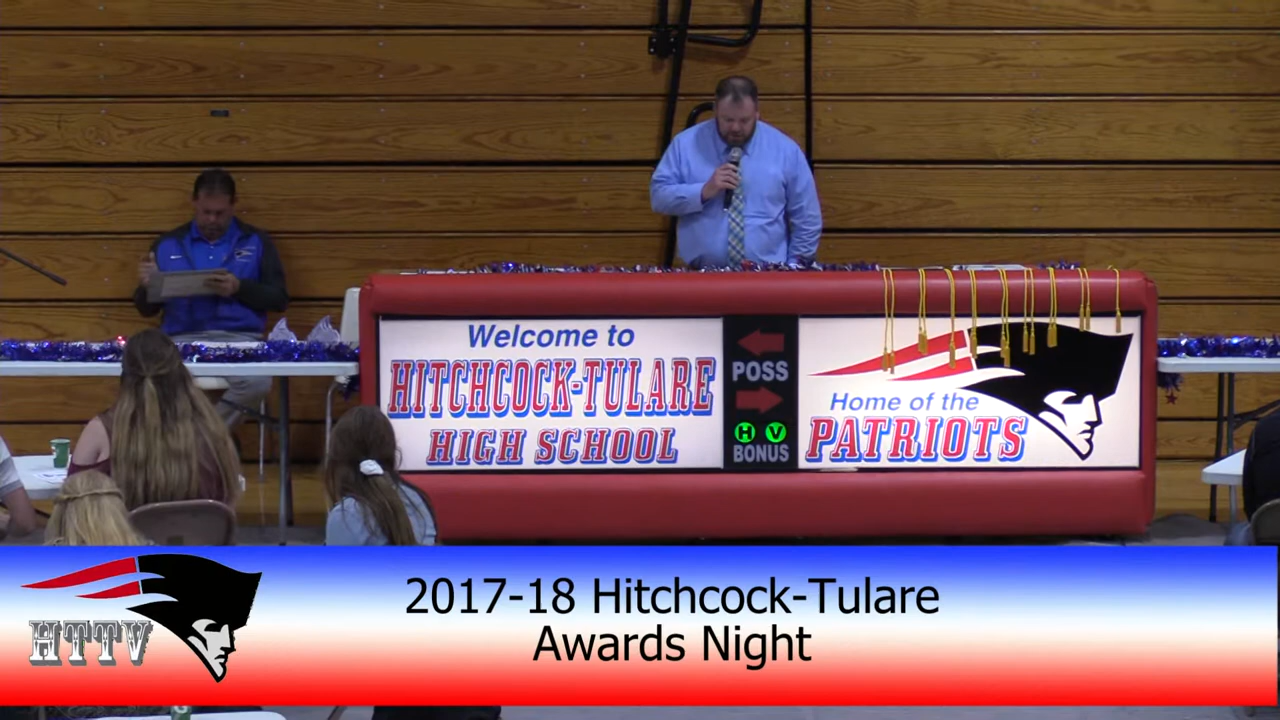 Welcome to
HITCHCOCK-TULARE
HIGH SCHOOL
POSS
H V
BONUS
Home of the
PATRIOTS
HTTV
2017-18 Hitchcock-Tulare
Awards Night